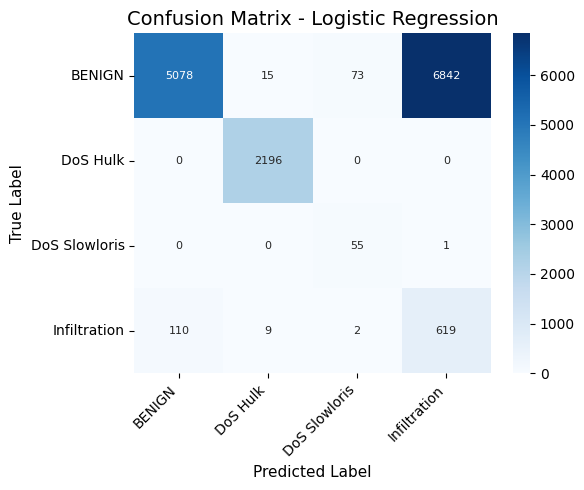 Confusion Matrix - Logistic Regression
True Label
BENIGN 5078 15 73 6842
DoS Hulk 0 2196 0 0
DoS Slowloris 0 0 55 1
Infiltration 110 9 2 619
BENIGN DoS Hulk DoS Slowloris Infiltration
Predicted Label
6000
5000
4000
3000
2000
1000
0